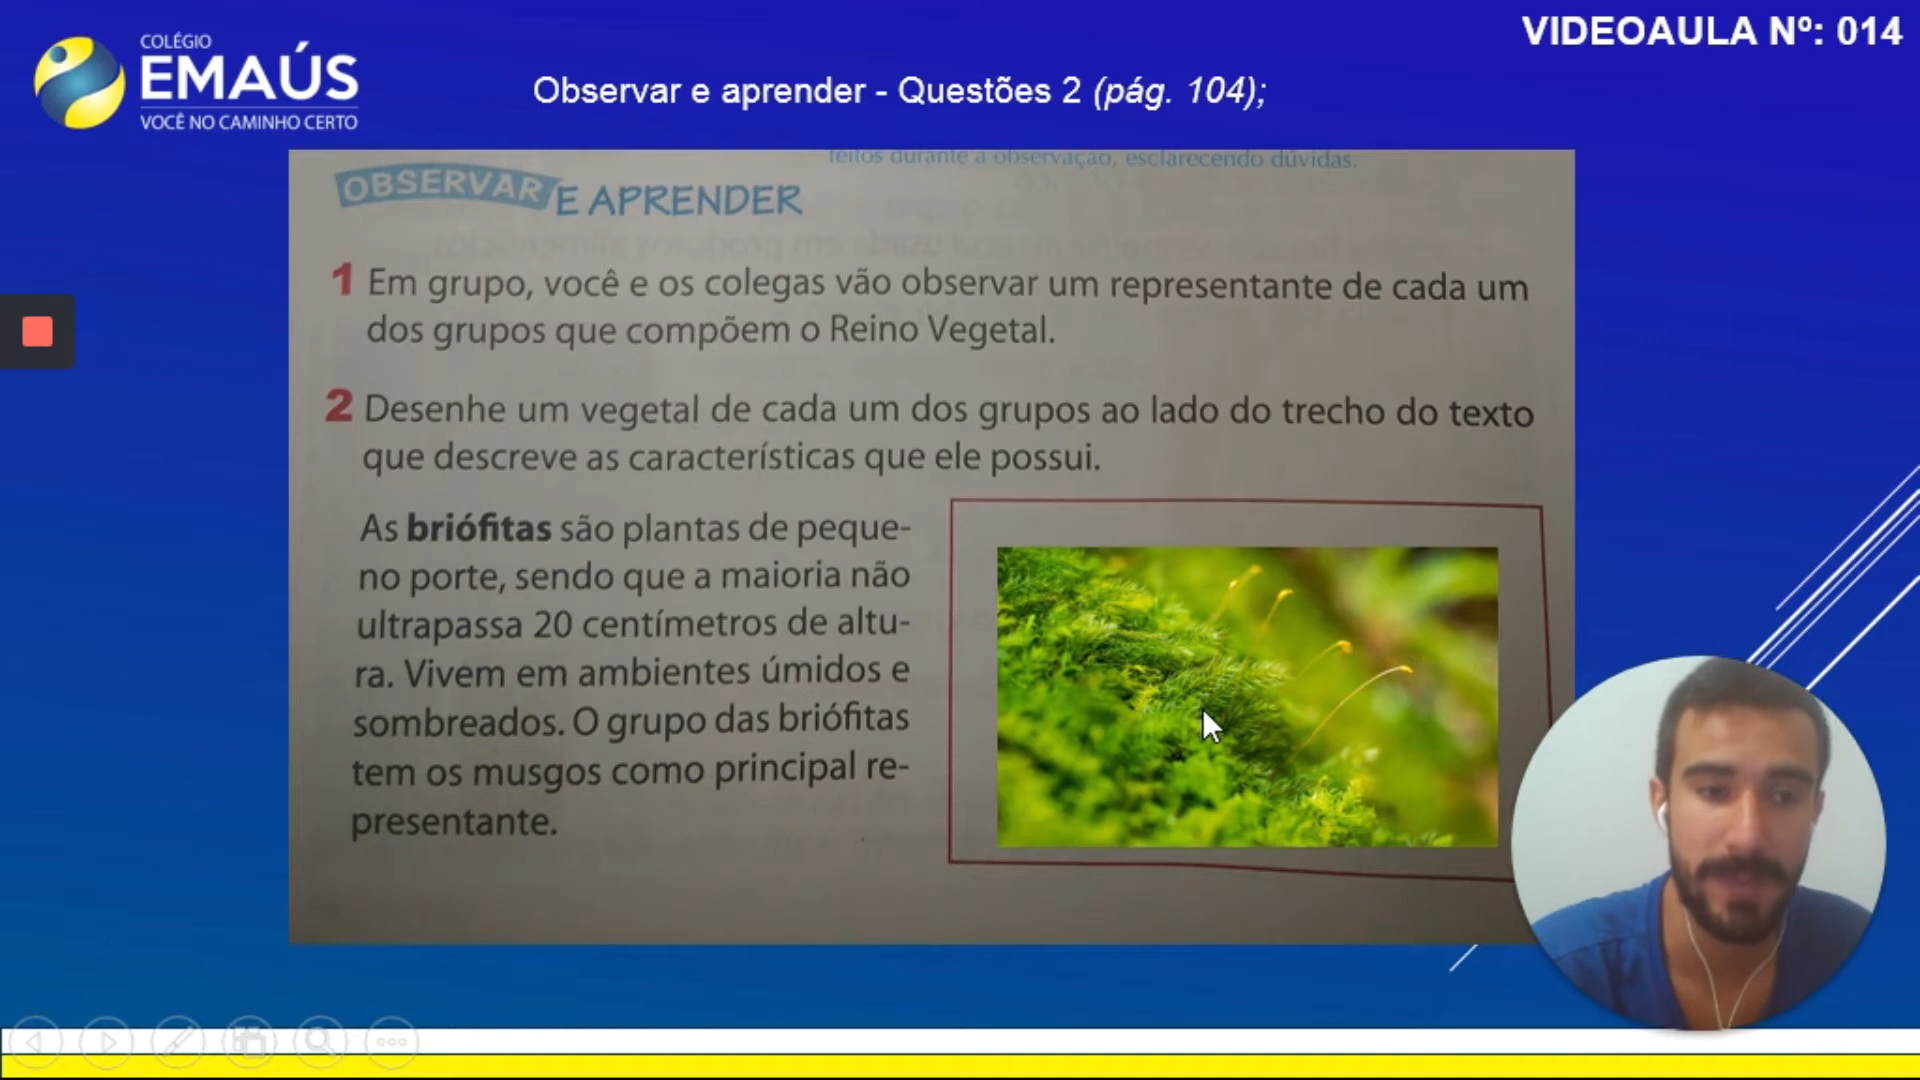 VIDEOAULA Nº: 014
COLÉGIO
EMAÚS
VOCÊ NO CAMINHO CERTO
Observar e aprender - Questões 2 (pág. 104);
feitos durante a observação, esclarecendo dúvidas.
OBSERVAR E APRENDER
1 Em grupo, você e os colegas vão observar um representante de cada um
dos grupos que compõem o Reino Vegetal.
2 Desenhe um vegetal de cada um dos grupos ao lado do trecho do texto
que descreve as características que ele possui.
As briófitas são plantas de peque-
no porte, sendo que a maioria não
ultrapassa 20 centímetros de altu-
ra. Vivem em ambientes úmidos e
sombreados. O grupo das briófitas
tem os musgos como principal re-
presentante.